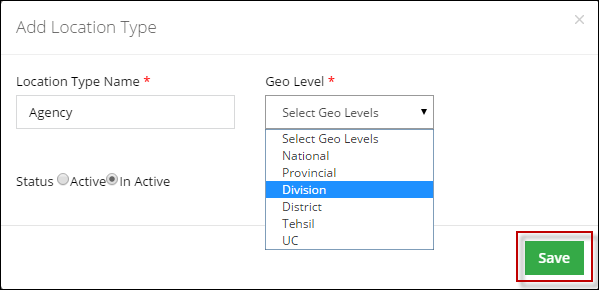 Add Location Type ×
Location Type Name * Geo Level *
Agency Select Geo Levels
Select Geo Levels
National
Provincial
Status Active In Active
Division
District
Tehsil
UC
Save